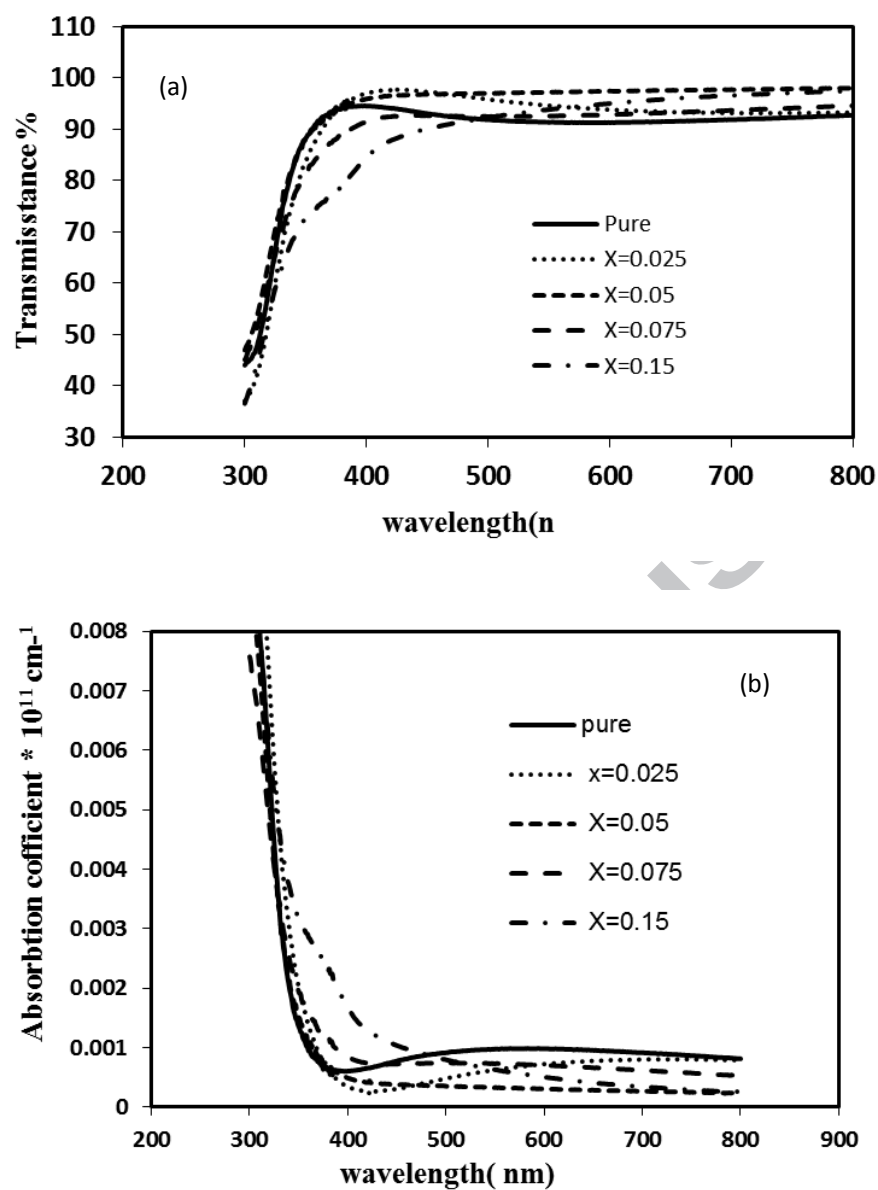 110
100
90
80
70
60
50
40
30
Transmisstance%
(a)
Pure
X=0.025
X=0.05
X=0.075
X=0.15
200 300 400 500 600 700 800
wavelength(n
0.008
0.007
0.006
0.005
0.004
0.003
0.002
0.001
0
Absorbtion cofficient * 10¹¹ cm-¹
(b)
pure
x=0.025
X=0.05
X=0.075
X=0.15
200 300 400 500 600 700 800 900
wavelength( nm)